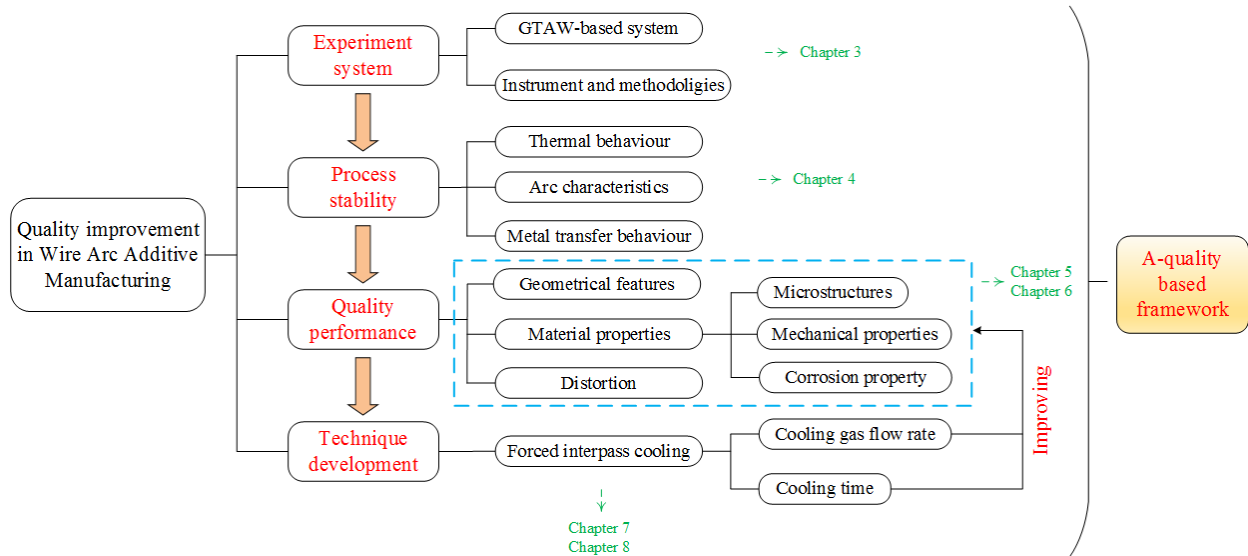 Quality improvement
in Wire Arc Additive
Manufacturing
Experiment
system
GTAW-based system
Instrument and methodoligies
Chapter 3
Process
stability
Thermal behaviour
Arc characteristics
Metal transfer behaviour
Chapter 4
Quality
performance
Geometrical features
Material properties
Distortion
Microstructures
Mechanical properties
Corrosion property
Chapter 5
Chapter 6
Technique
development
Forced interpass cooling
Cooling gas flow rate
Cooling time
Improving
Chapter 7
Chapter 8
A-quality
based
framework